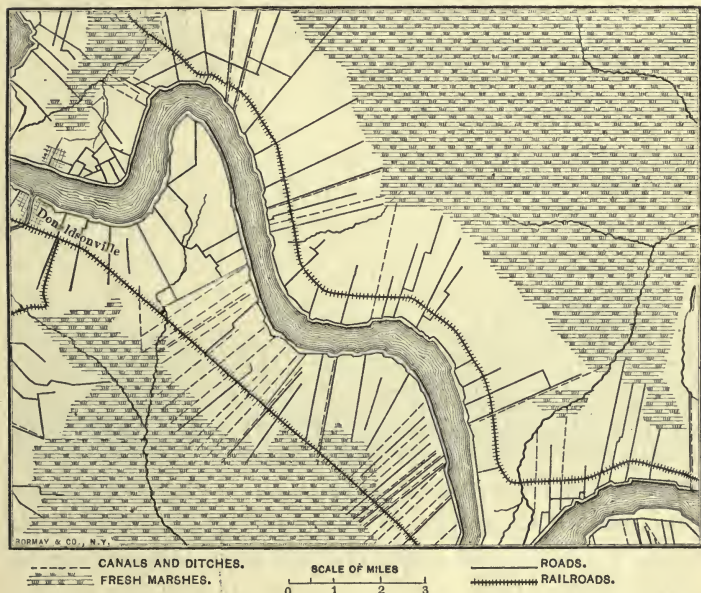 Donaldsonville
BORMAY & CO., N.Y.
CANALS AND DITCHES.
FRESH MARSHES.
SCALE OF MILES
0 1 2 3
ROADS.
RAILROADS.